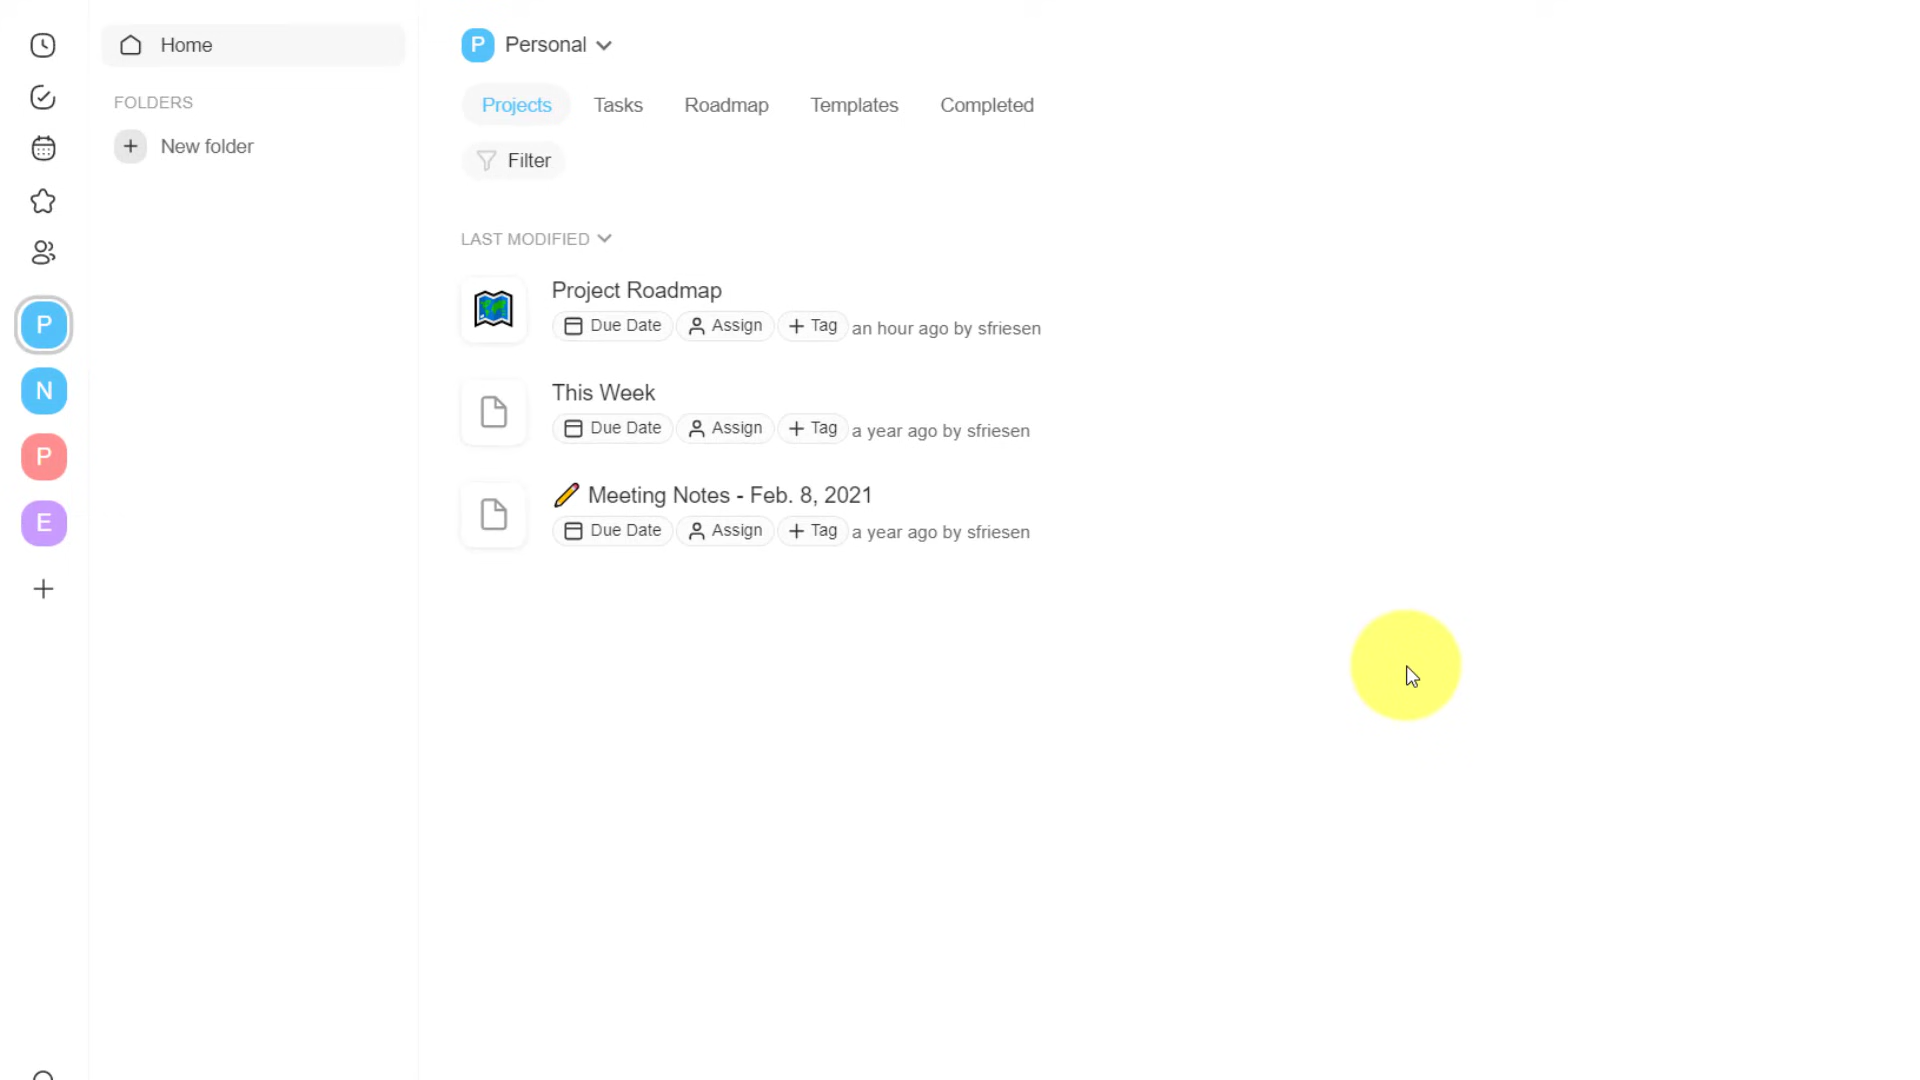 Home
FOLDERS
New folder
P
N
P
E
P Personal
Projects Tasks Roadmap Templates Completed
Filter
LAST MODIFIED
Project Roadmap
Due Date Assign + Tag an hour ago by sfriesen
This Week
Due Date Assign + Tag a year ago by sfriesen
Meeting Notes - Feb. 8, 2021
Due Date Assign + Tag a year ago by sfriesen